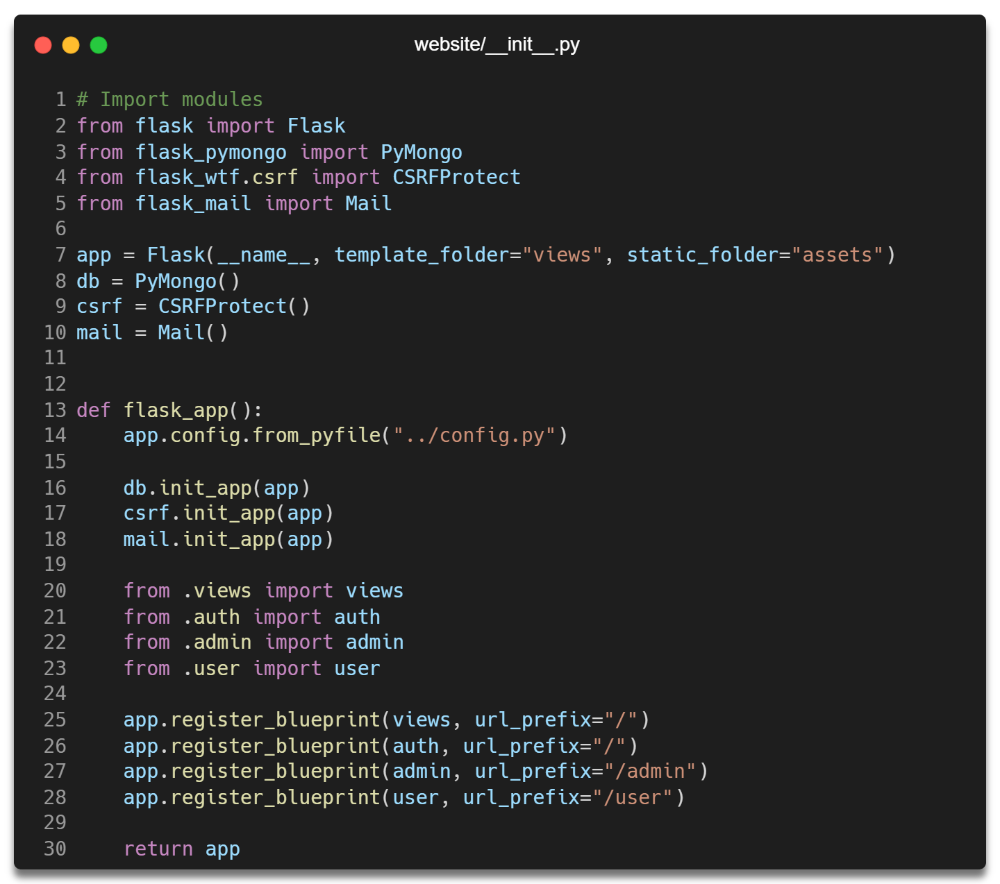 website/__init__.py
1 # Import modules
2 from flask import Flask
3 from flask_pymongo import PyMongo
4 from flask_wtf.csrf import CSRFProtect
5 from flask_mail import Mail
6
7 app = Flask(__name__, template_folder="views", static_folder="assets")
8 db = PyMongo()
9 csrf = CSRFProtect()
10 mail = Mail()
11
12
13 def flask_app():
14     app.config.from_pyfile("../config.py")
15
16     db.init_app(app)
17     csrf.init_app(app)
18     mail.init_app(app)
19
20     from .views import views
21     from .auth import auth
22     from .admin import admin
23     from .user import user
24
25     app.register_blueprint(views, url_prefix="/")
26     app.register_blueprint(auth, url_prefix="/")
27     app.register_blueprint(admin, url_prefix="/admin")
28     app.register_blueprint(user, url_prefix="/user")
29
30     return app